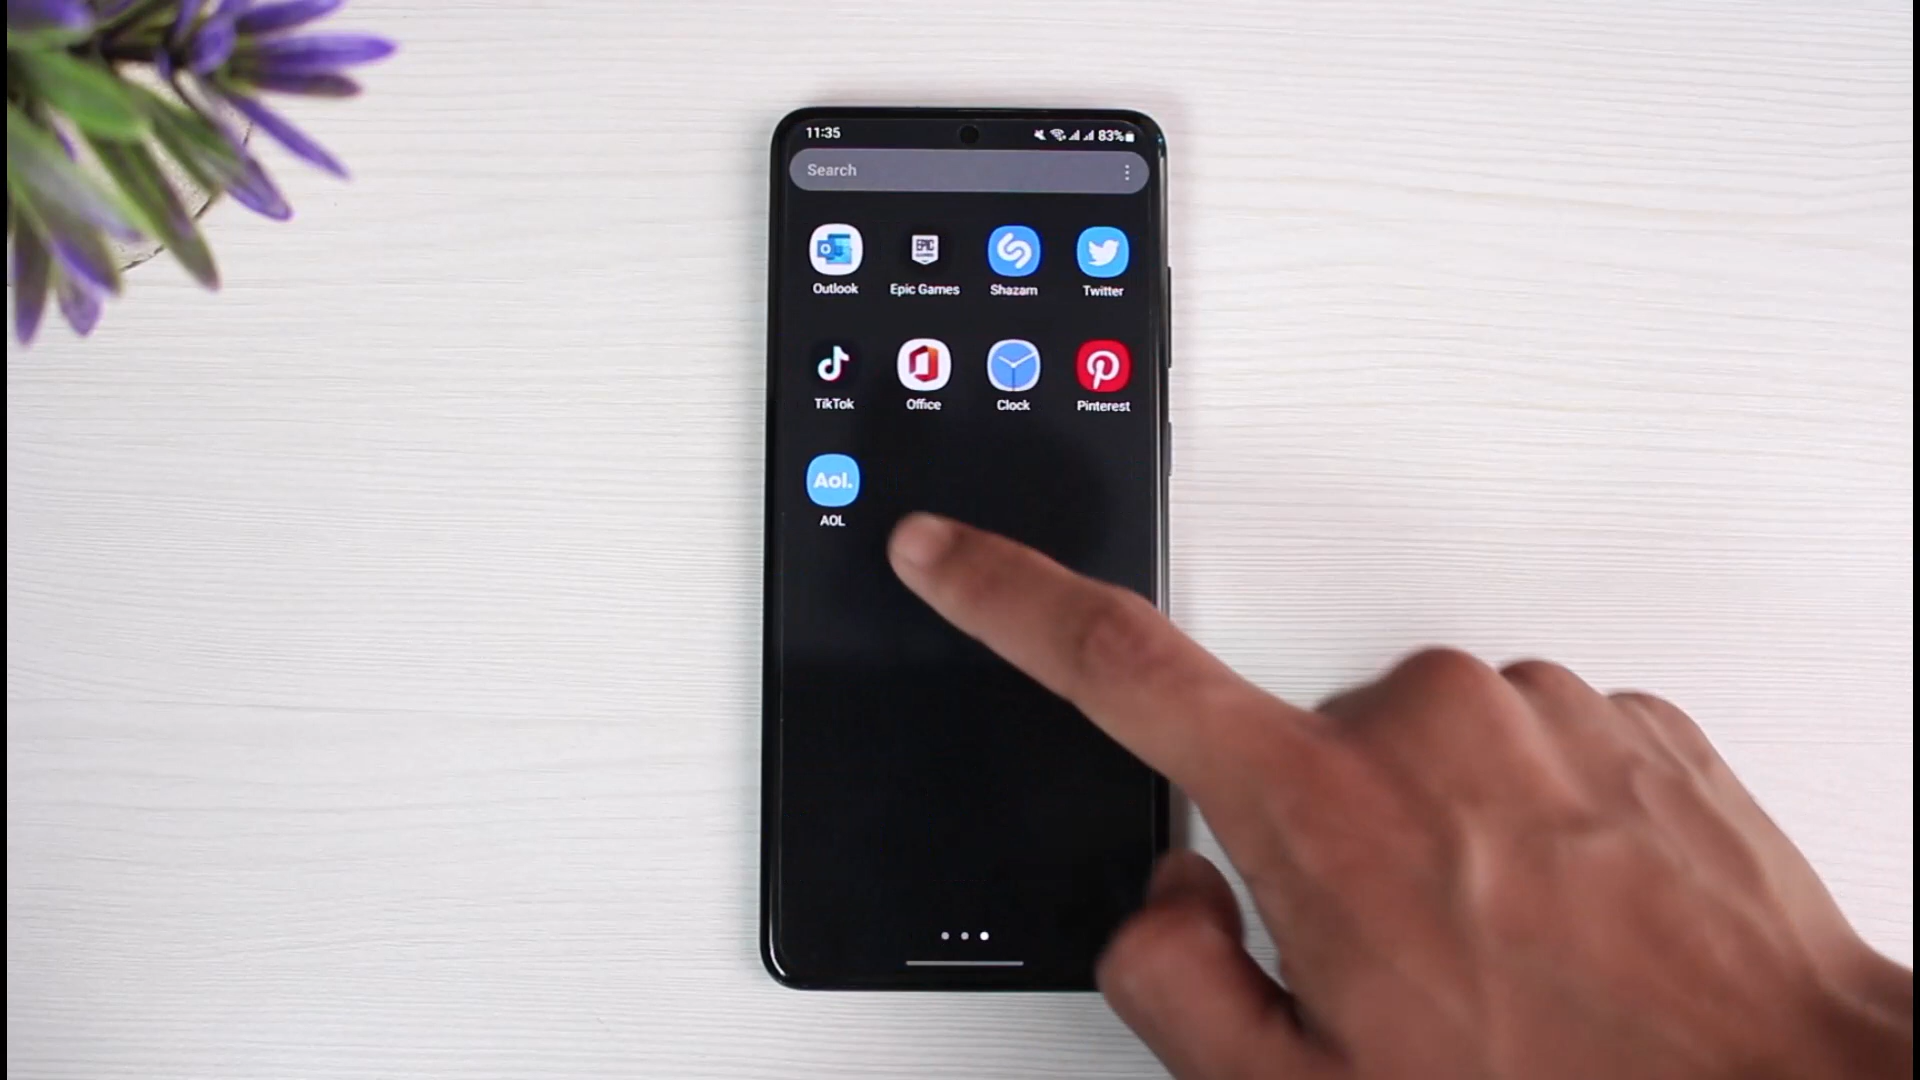 11:35 83%
Search
Outlook Epic Games Shazam Twitter
TikTok Office Clock Pinterest
Aol.
AOL